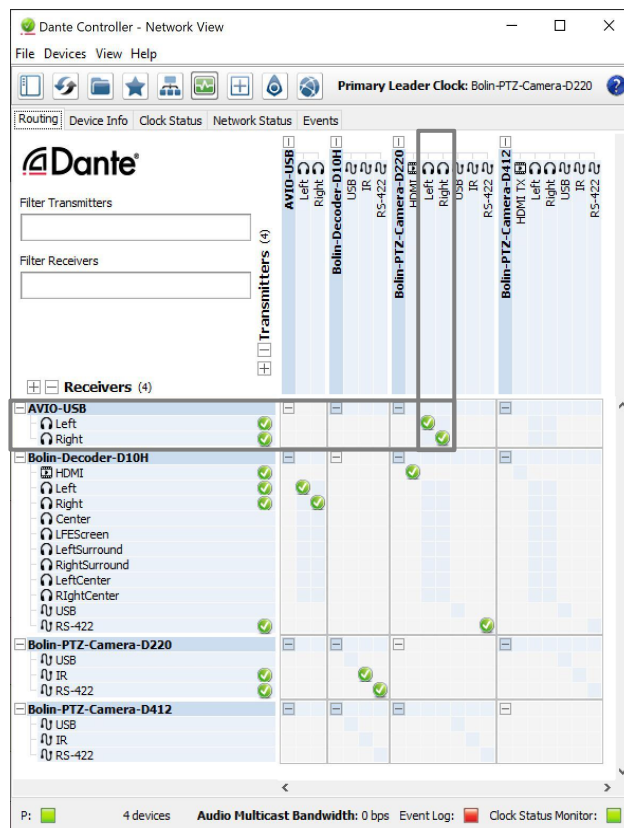 Dante Controller - Network View
File Devices View Help
Primary Leader Clock: Bolin-PTZ-Camera-D220
Routing Device Info Clock Status Network Status Events
Dante®
Filter Transmitters
Filter Receivers
Transmitters (4)
AVIO-USB
Left
Right
Bolin-Decoder-D10H
USB
IR
RS-422
Bolin-PTZ-Camera-D220
HDMI
Left
Right
USB
IR
RS-422
Bolin-PTZ-Camera-D412
HDMI TX
Left
Right
USB
IR
RS-422
Receivers (4)
AVIO-USB
Left
Right
Bolin-Decoder-D10H
HDMI
Left
Right
Center
LFEScreen
LeftSurround
RightSurround
LeftCenter
RIghtCenter
USB
RS-422
Bolin-PTZ-Camera-D220
USB
IR
RS-422
Bolin-PTZ-Camera-D412
USB
IR
RS-422
P: 4 devices Audio Multicast Bandwidth: 0 bps Event Log: Clock Status Monitor: